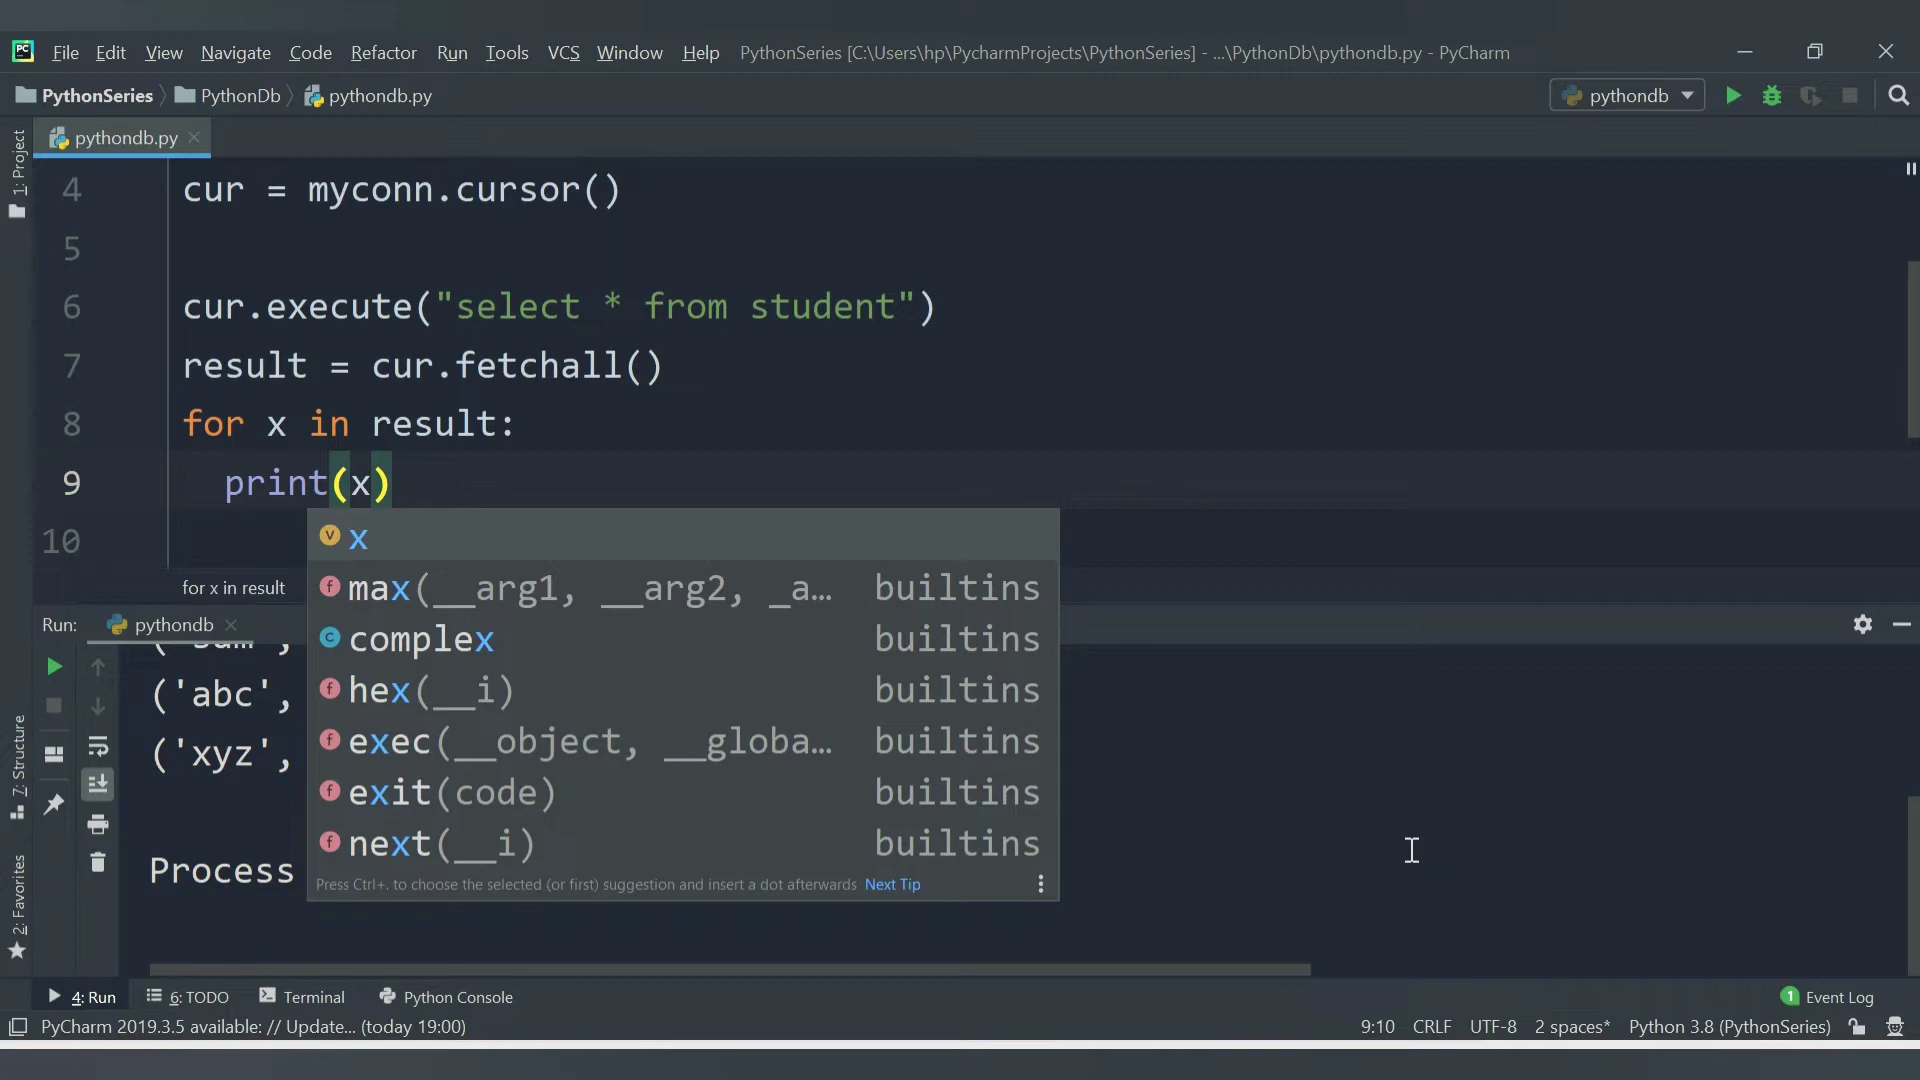 File Edit View Navigate Code Refactor Run Tools VCS Window Help PythonSeries [C:\Users\hp\PycharmProjects\PythonSeries] - ...\PythonDb\pythondb.py - PyCharm
PythonSeries PythonDb pythondb.py pythondb
1: Project
pythondb.py
4 cur = myconn.cursor()
5
6 cur.execute("select * from student")
7 result = cur.fetchall()
8 for x in result:
9 print(x)
10
x
max(__arg1, __arg2, _a... builtins
complex builtins
hex(__i) builtins
exec(__object, __globa... builtins
exit(code) builtins
next(__i) builtins
Press Ctrl+. to choose the selected (or first) suggestion and insert a dot afterwards Next Tip
for x in result
Run: pythondb
('abc',
('xyz',
Process
7: Structure
2: Favorites
4: Run 6: TODO Terminal Python Console 1 Event Log
PyCharm 2019.3.5 available: // Update... (today 19:00) 9:10 CRLF UTF-8 2 spaces* Python 3.8 (PythonSeries)